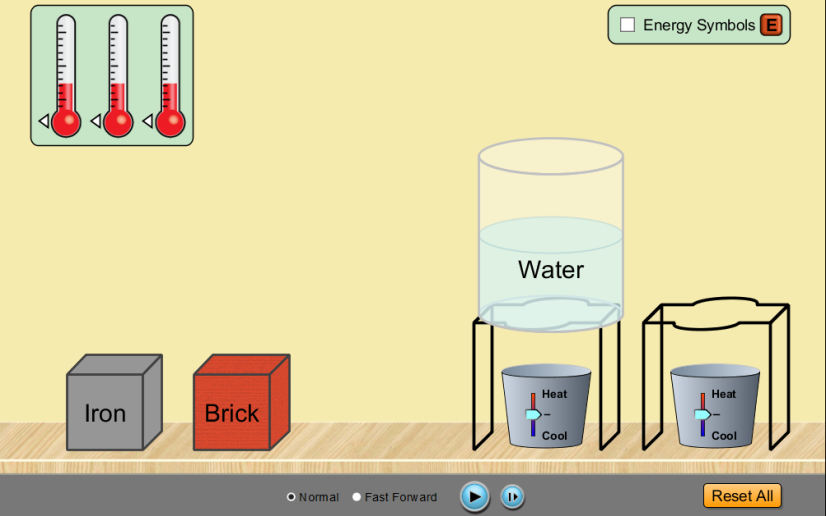 Energy Symbols E
Water
Iron
Brick
Heat
Cool
Heat
Cool
Normal
Fast Forward
Reset All